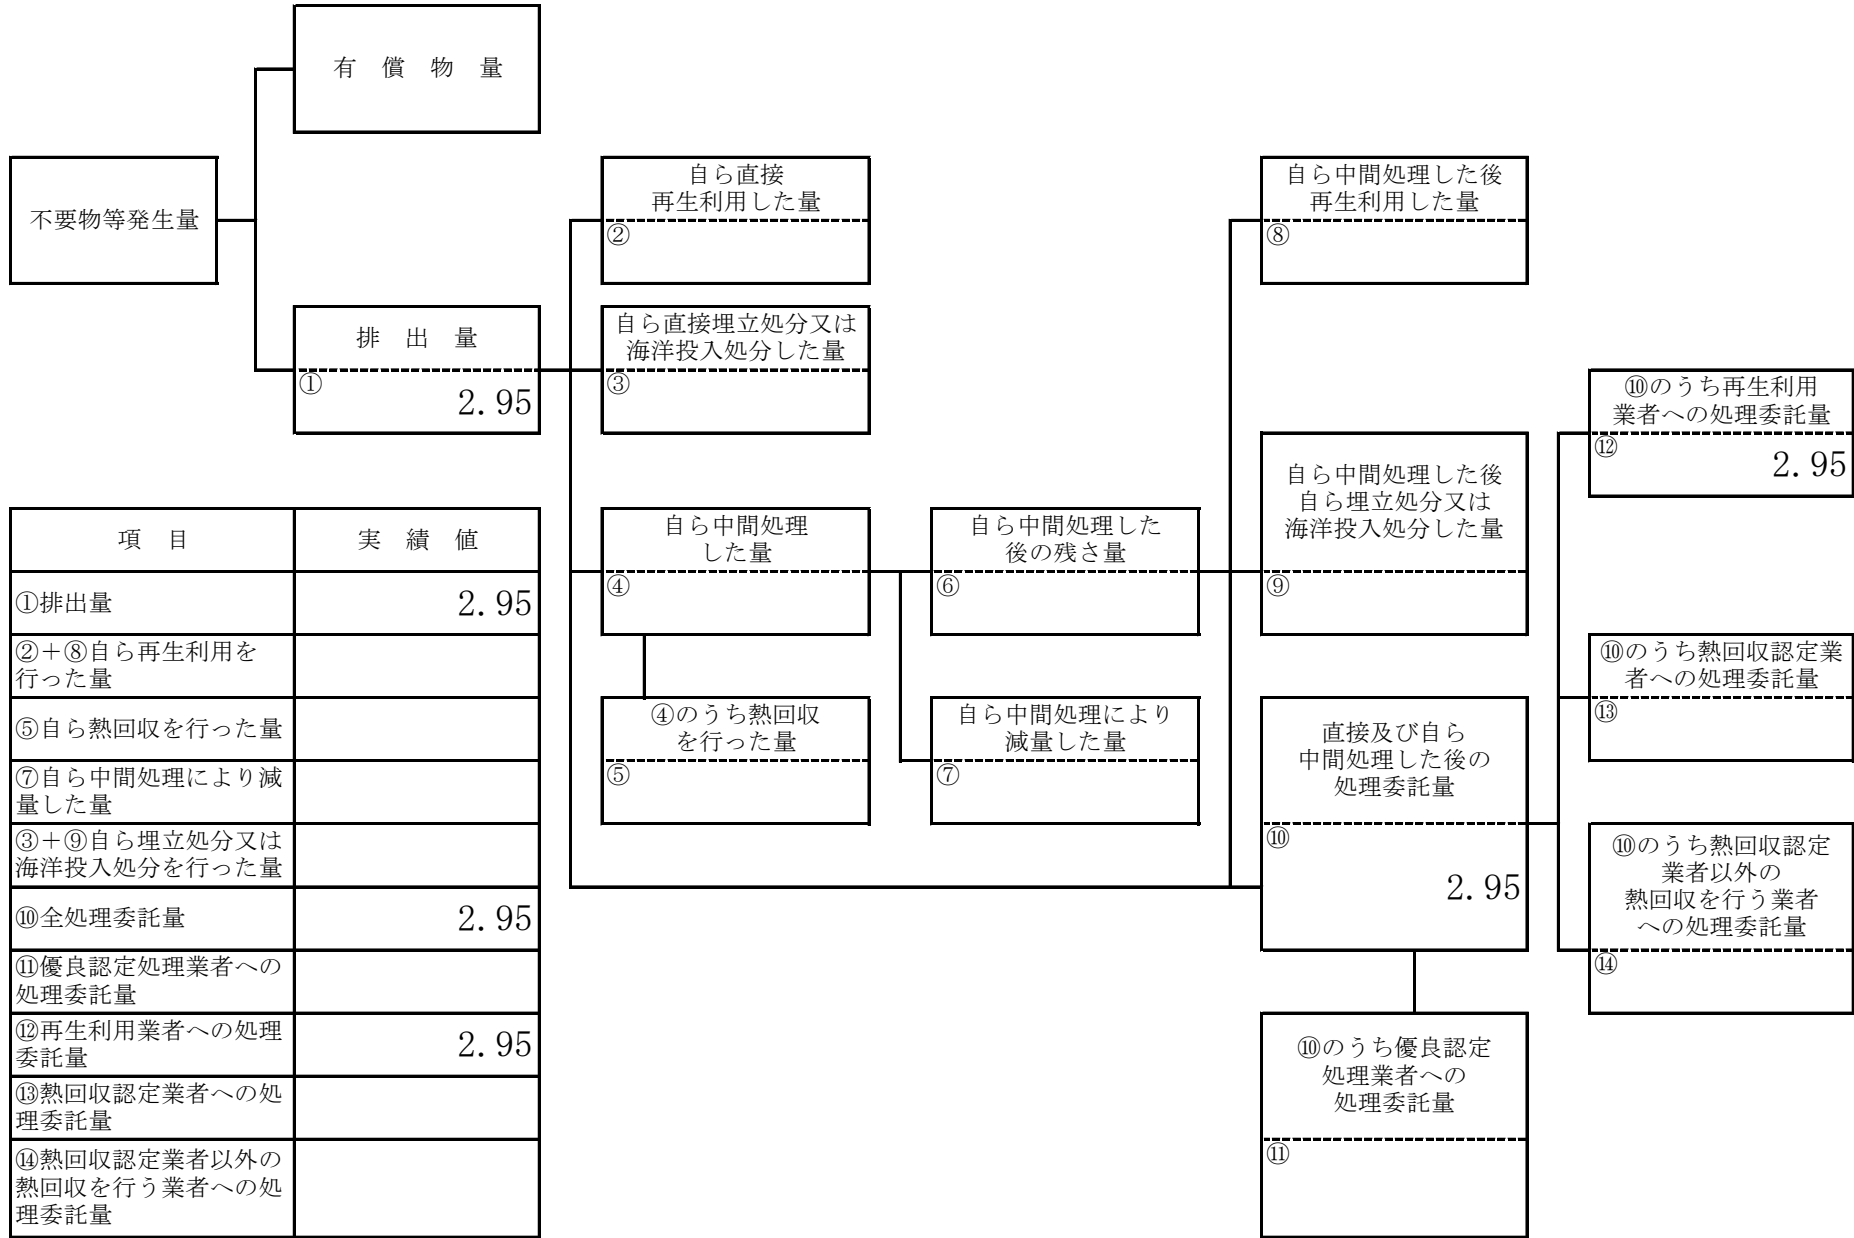 有　償　物　量
不要物等発生量
排　出　量
①
2.95
自ら直接
再生利用した量
②
自ら直接埋立処分又は
海洋投入処分した量
③
自ら中間処理
した量
④
④のうち熱回収
を行った量
⑤
自ら中間処理した
後の残さ量
⑥
自ら中間処理により
減量した量
⑦
自ら中間処理した後
再生利用した量
⑧
自ら中間処理した後
自ら埋立処分又は
海洋投入処分した量
⑨
直接及び自ら
中間処理した後の
処理委託量
⑩
2.95
⑩のうち優良認定
処理業者への
処理委託量
⑪
⑩のうち再生利用
業者への処理委託量
⑫
2.95
⑩のうち熱回収認定業
者への処理委託量
⑬
⑩のうち熱回収認定
業者以外の
熱回収を行う業者
への処理委託量
⑭
項　目
実　績　値
①排出量
2.95
②＋⑧自ら再生利用を
行った量
⑤自ら熱回収を行った量
⑦自ら中間処理により減
量した量
③＋⑨自ら埋立処分又は
海洋投入処分を行った量
⑩全処理委託量
2.95
⑪優良認定処理業者への
処理委託量
⑫再生利用業者への処理
委託量
2.95
⑬熱回収認定業者への処
理委託量
⑭熱回収認定業者以外の
熱回収を行う業者への処
理委託量